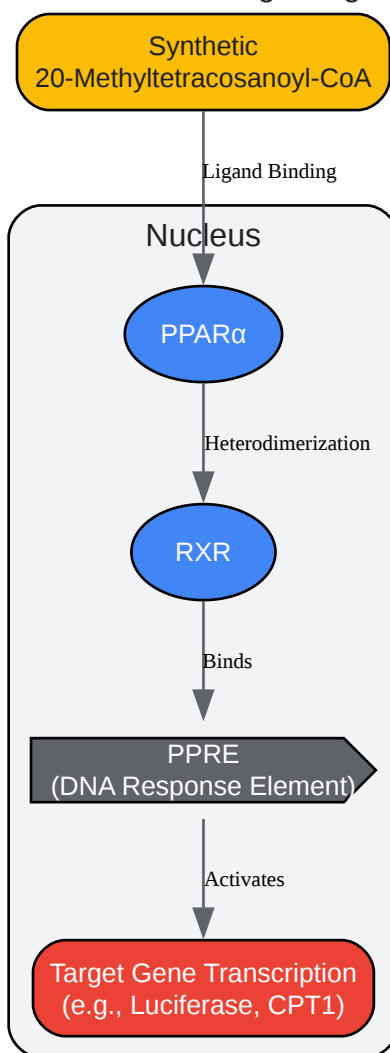 Synthetic
20-Methyltetracosanoyl-CoA
Ligand Binding
Nucleus
PPARα
Heterodimerization
RXR
Binds
PPRE
(DNA Response Element)
Activates
Target Gene Transcription
(e.g., Luciferase, CPT1)